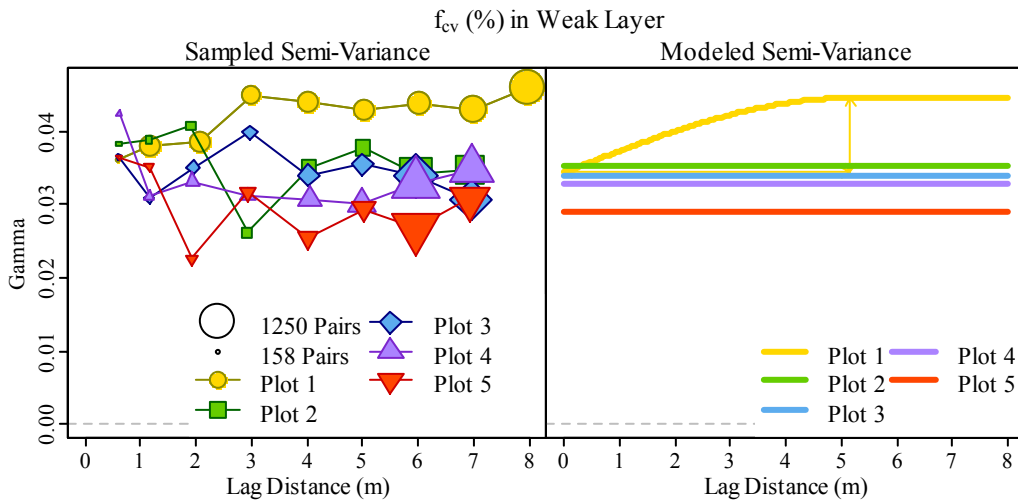 f_cv (%) in Weak Layer
Sampled Semi-Variance Modeled Semi-Variance
Gamma
0.04
0.03
0.02
0.01
0.00
1250 Pairs
158 Pairs
Plot 1
Plot 2
Plot 3
Plot 4
Plot 5
Plot 1
Plot 2
Plot 3
Plot 4
Plot 5
0 1 2 3 4 5 6 7 8
0 1 2 3 4 5 6 7 8
Lag Distance (m)
Lag Distance (m)